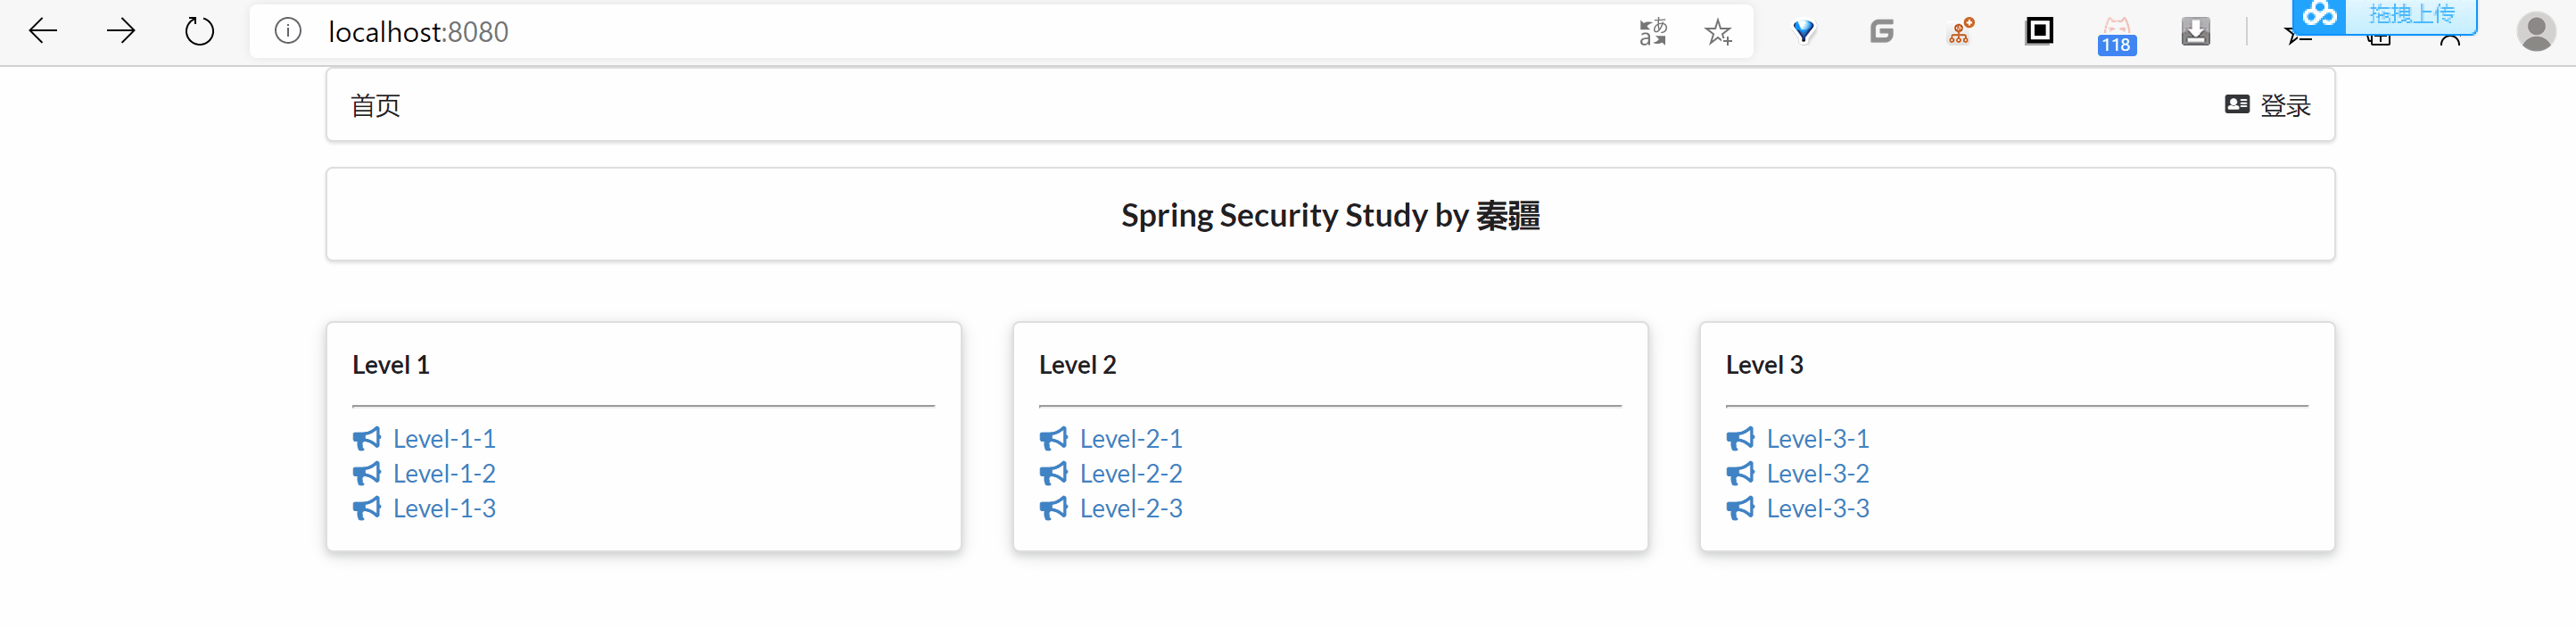 localhost:8080
118
拖拽上传
首页
登录
Spring Security Study by 秦疆
Level 1
Level-1-1
Level-1-2
Level-1-3
Level 2
Level-2-1
Level-2-2
Level-2-3
Level 3
Level-3-1
Level-3-2
Level-3-3